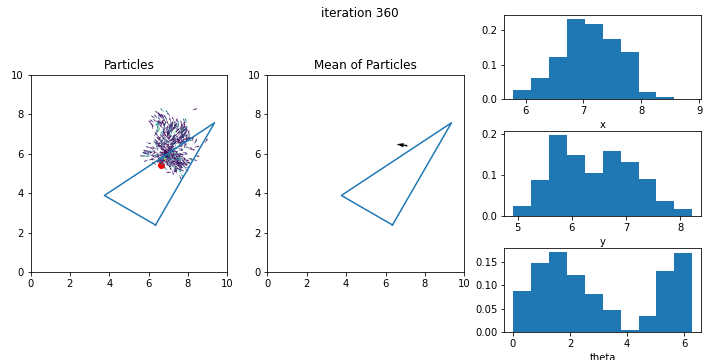 iteration 360
Particles
10
8
6
4
2
0
0 2 4 6 8 10
Mean of Particles
10
8
6
4
2
0
0 2 4 6 8 10
0.2
0.1
0.0
6 7 8 9
x
0.2
0.1
0.0
5 6 7 8
y
0.15
0.10
0.05
0.00
0 2 4 6
theta